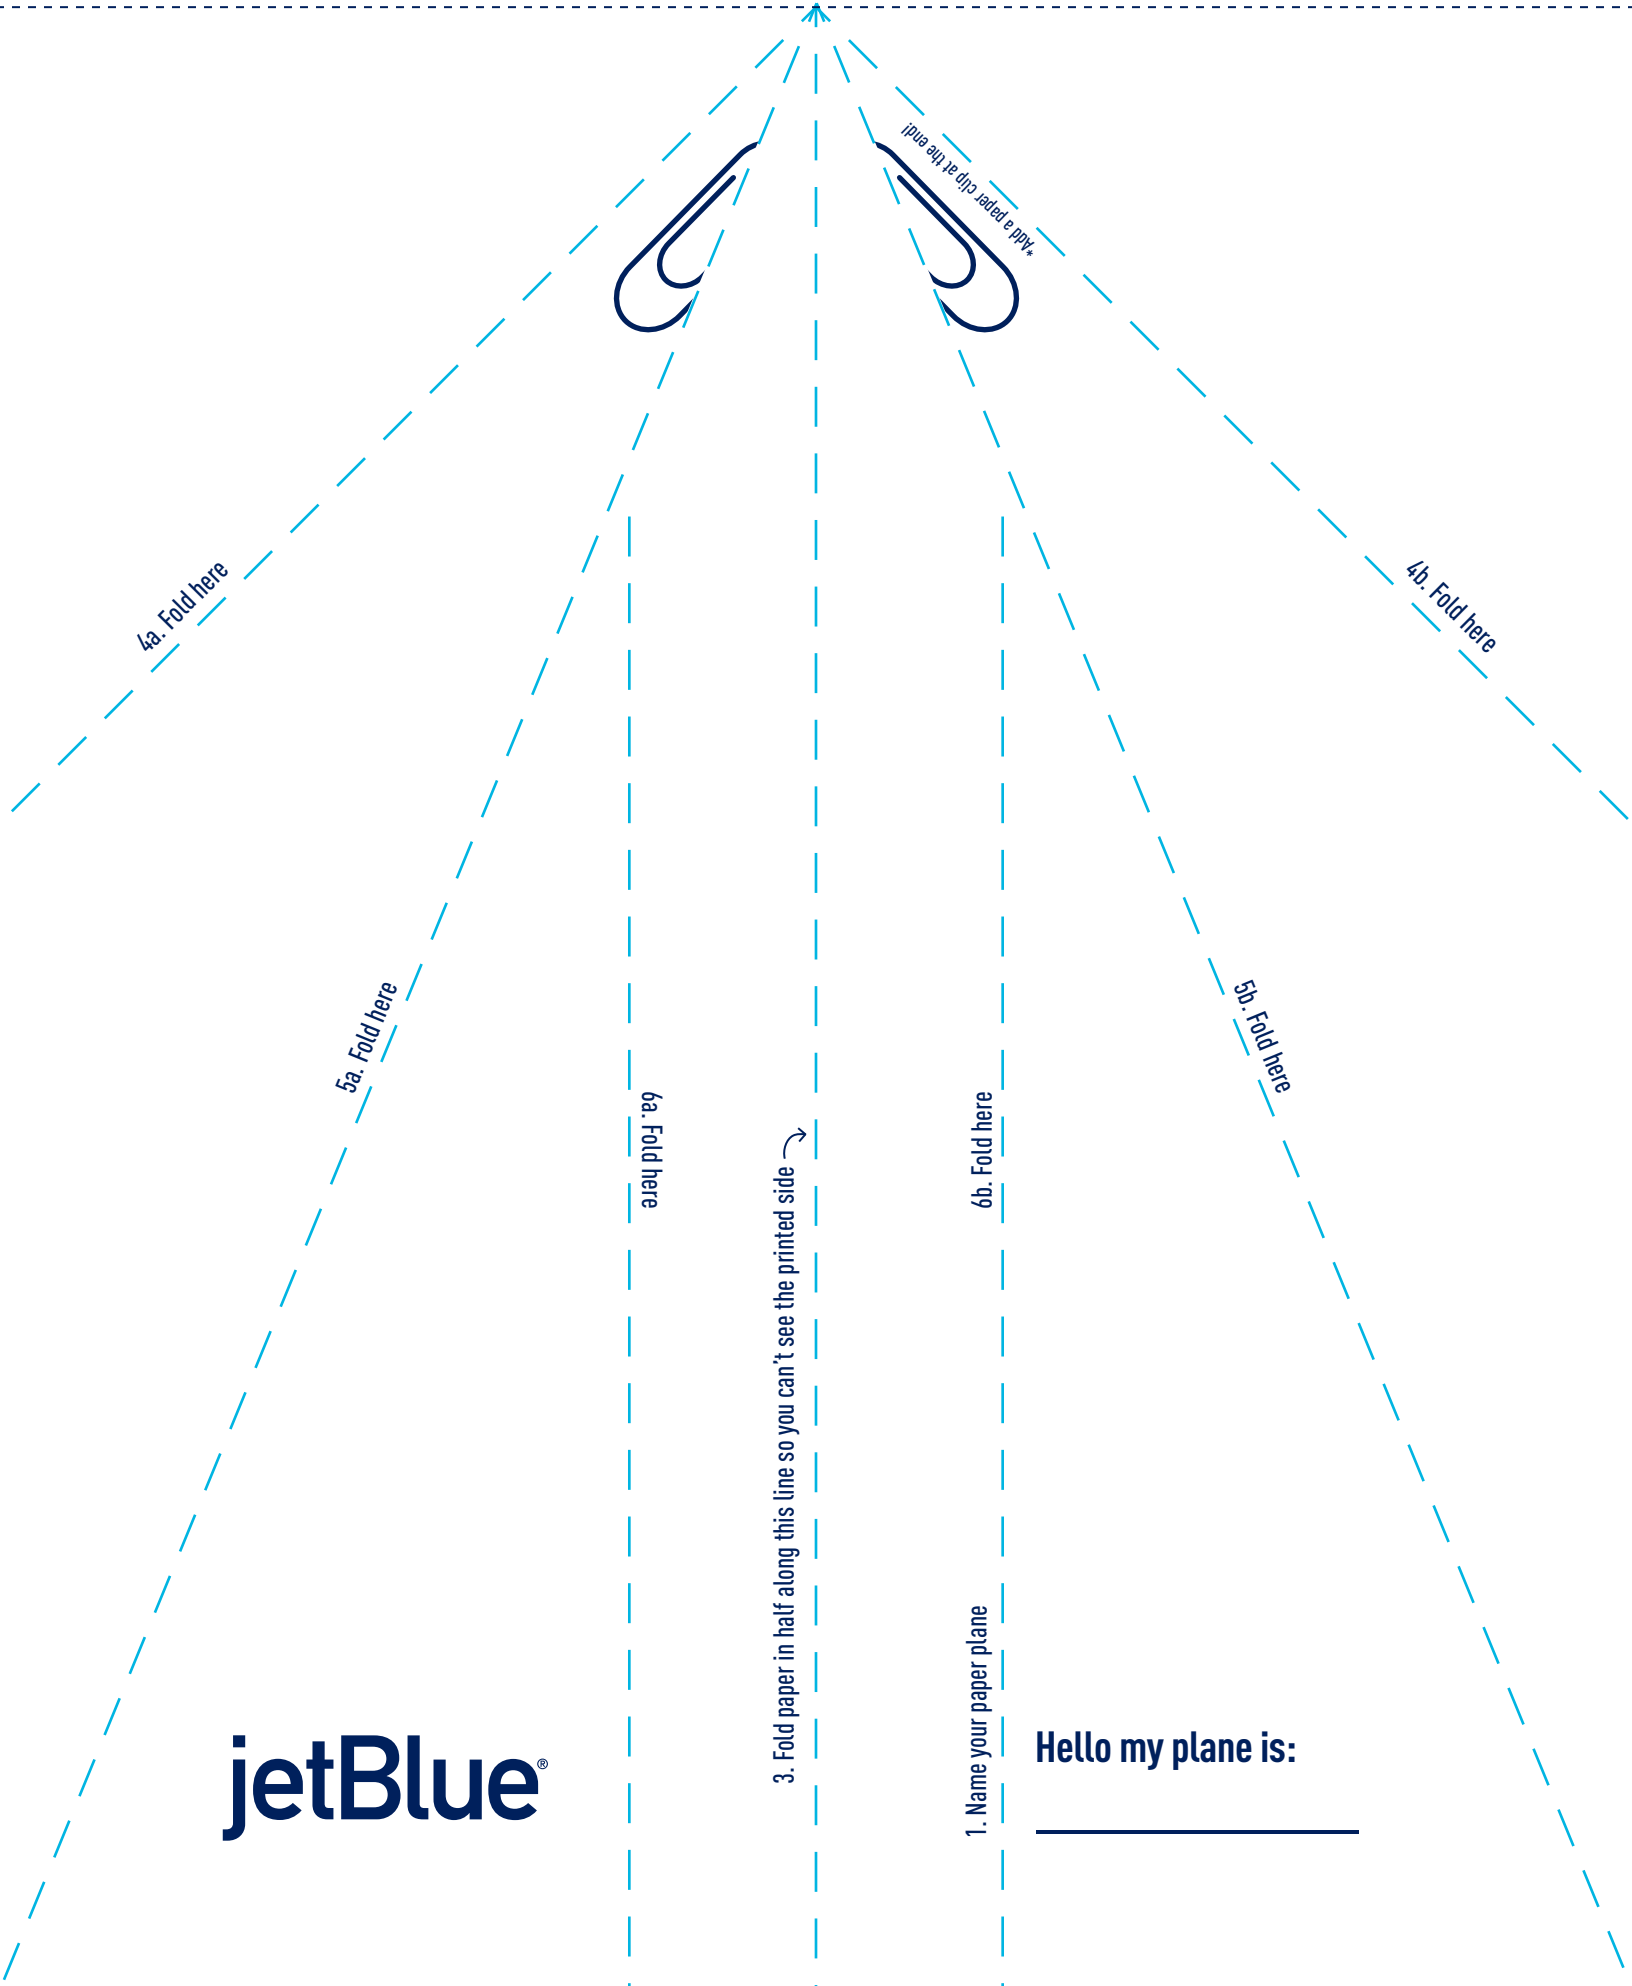 *Add a paper clip at the end!
4a. Fold here
4b. Fold here
5a. Fold here
5b. Fold here
6a. Fold here
6b. Fold here
3. Fold paper in half along this line so you can't see the printed side
1. Name your paper plane
jetBlue®
Hello my plane is: